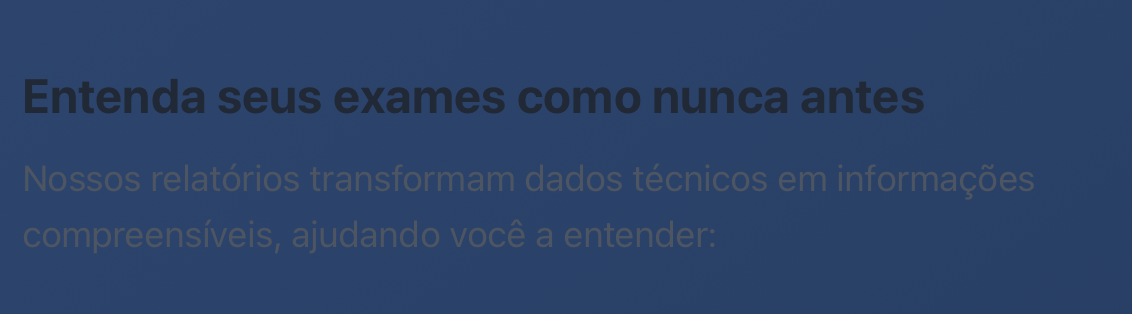 Entenda seus exames como nunca antes
Nossos relatórios transformam dados técnicos em informações
compreensíveis, ajudando você a entender: